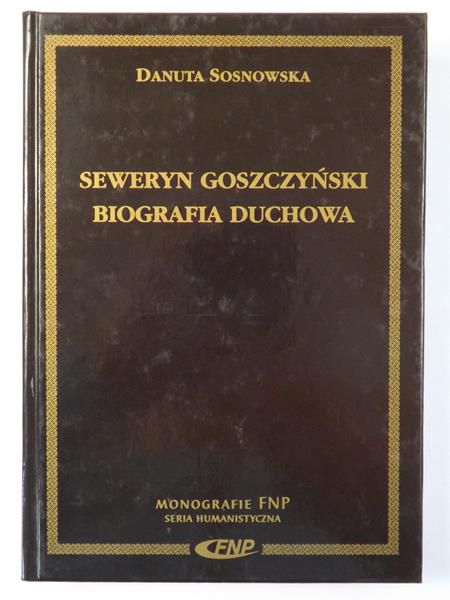 DANUTA SOSNOWSKA
SEWERYN GOSZCZYŃSKI
BIOGRAFIA DUCHOWA
MONOGRAFIE FNP
SERIA HUMANISTYCZNA
FNP